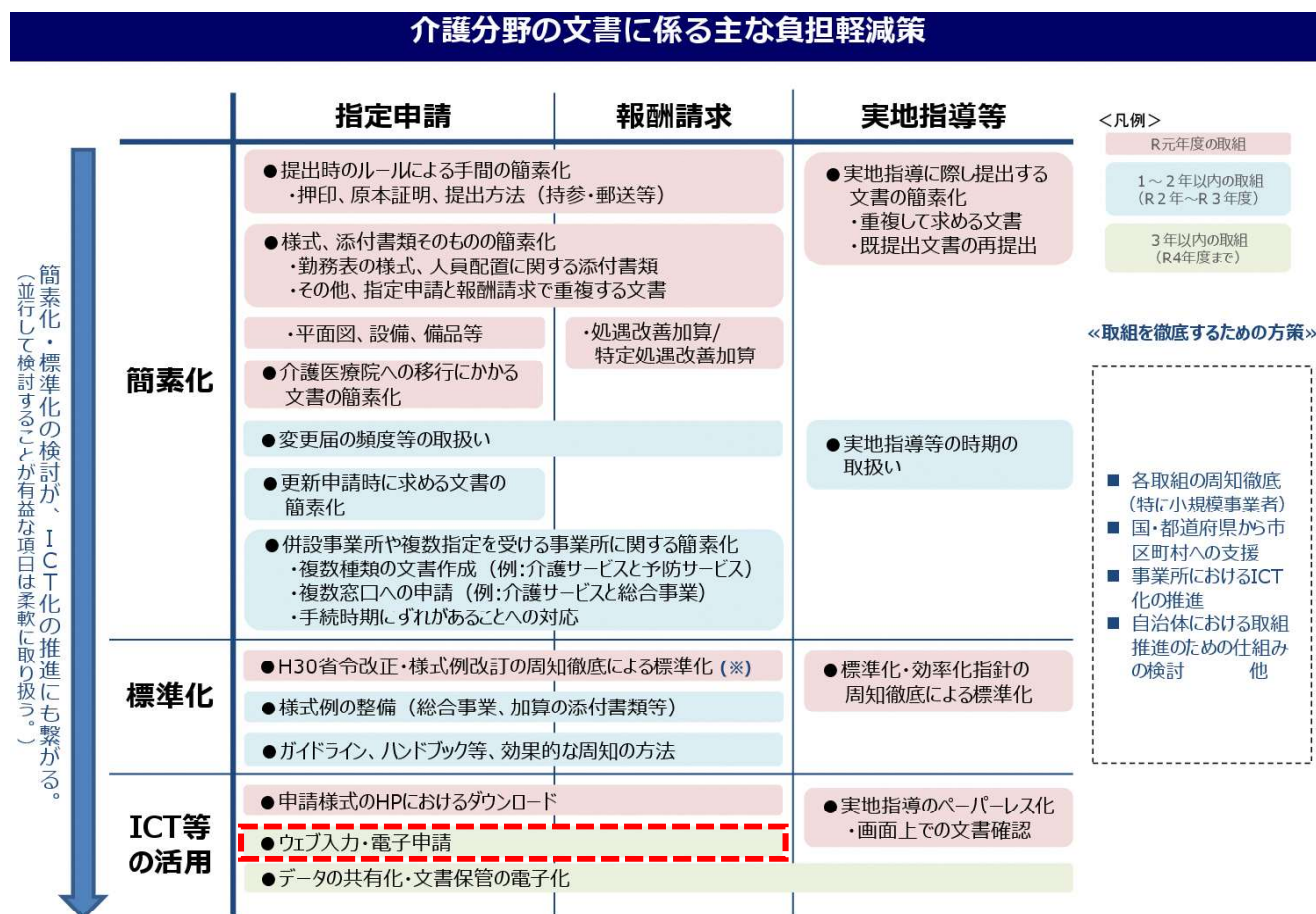 介護分野の文書に係る主な負担軽減策
指定申請
報酬請求
実地指導等
簡素化・標準化の検討が、ICT化の推進にも繋がる。
(並行して検討することが有益な項目は柔軟に取り扱う。)
簡素化
●提出時のルールによる手間の簡素化
・押印、原本証明、提出方法（持参・郵送等）
●様式、添付書類そのものの簡素化
・勤務表の様式、人員配置に関する添付書類
・その他、指定申請と報酬請求で重複する文書
・平面図、設備、備品等
・処遇改善加算/
特定処遇改善加算
●介護医療院への移行にかかる
文書の簡素化
●変更届の頻度等の取扱い
●更新申請時に求める文書の
簡素化
●併設事業所や複数指定を受ける事業所に関する簡素化
・複数種類の文書作成（例:介護サービスと予防サービス）
・複数窓口への申請（例:介護サービスと総合事業）
・手続時期にずれがあることへの対応
●実地指導に際し提出する
文書の簡素化
・重複して求める文書
・既提出文書の再提出
●実地指導等の時期の
取扱い
標準化
●H30省令改正・様式例改訂の周知徹底による標準化 (※)
●様式例の整備（総合事業、加算の添付書類等）
●ガイドライン、ハンドブック等、効果的な周知の方法
●標準化・効率化指針の
周知徹底による標準化
ICT等
の活用
●申請様式のHPにおけるダウンロード
●ウェブ入力・電子申請
●データの共有化・文書保管の電子化
●実地指導のペーパーレス化
・画面上での文書確認
＜凡例＞
R元年度の取組
1～2年以内の取組
(R2年～R3年度)
3年以内の取組
(R4年度まで)
≪取組を徹底するための方策≫
■ 各取組の周知徹底
(特に小規模事業者)
■ 国・都道府県から市
区町村への支援
■ 事業所におけるICT
化の推進
■ 自治体における取組
推進のための仕組み
の検討 他